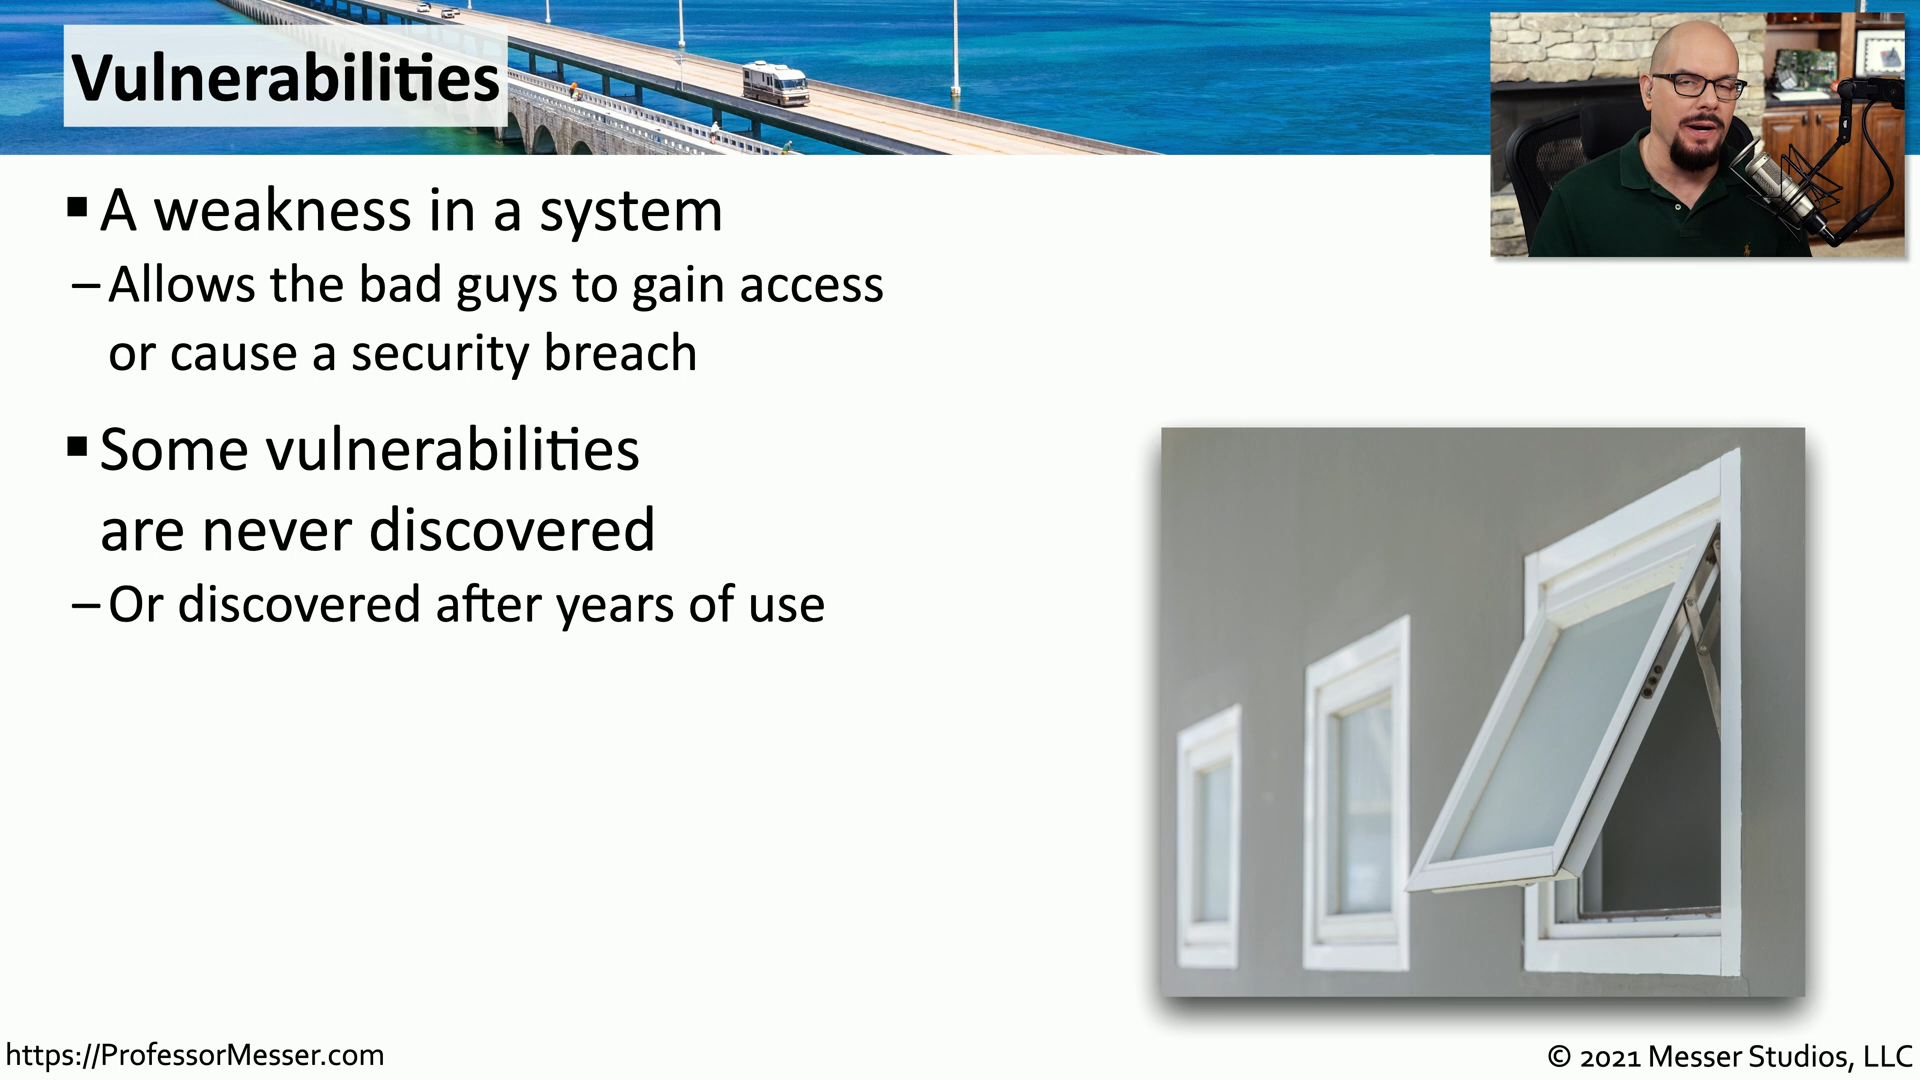 Vulnerabilities
▪ A weakness in a system
– Allows the bad guys to gain access
or cause a security breach
▪ Some vulnerabilities
are never discovered
– Or discovered after years of use
https://ProfessorMesser.com
© 2021 Messer Studios, LLC